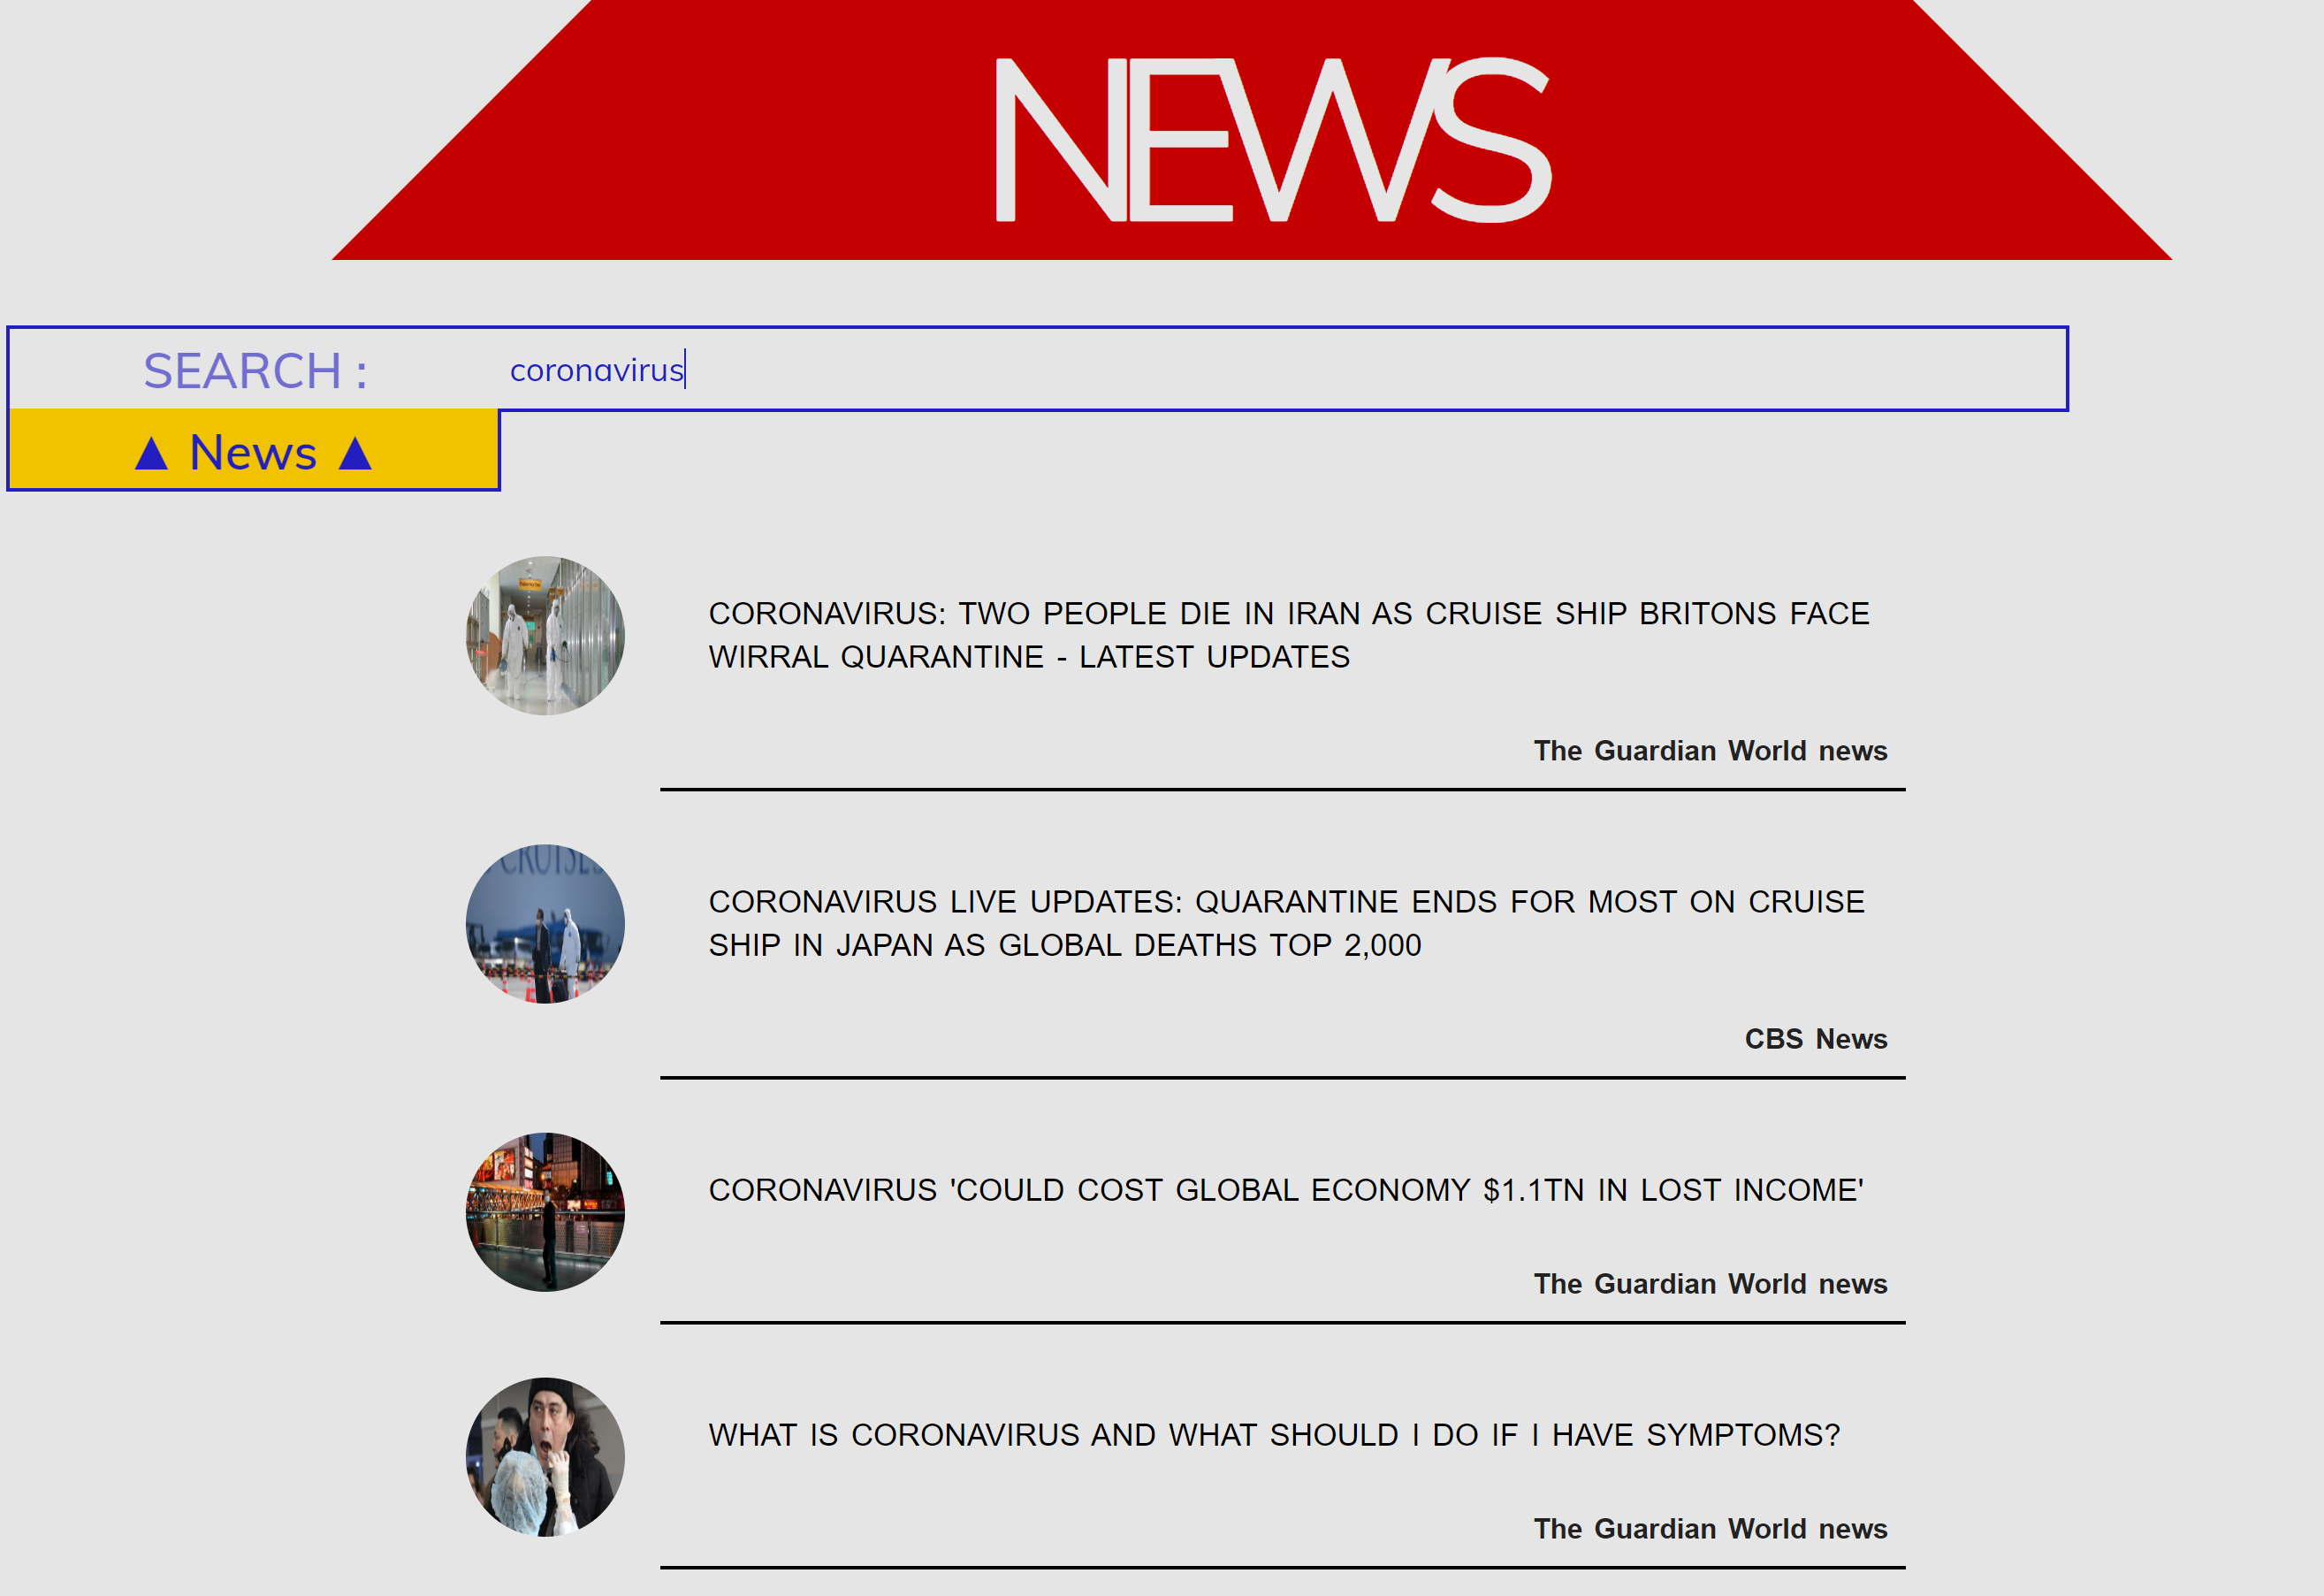 NEWS
SEARCH :
coronavirus
▲ News ▲
CORONAVIRUS: TWO PEOPLE DIE IN IRAN AS CRUISE SHIP BRITONS FACE
WIRRAL QUARANTINE - LATEST UPDATES
The Guardian World news
CRUISES
CORONAVIRUS LIVE UPDATES: QUARANTINE ENDS FOR MOST ON CRUISE
SHIP IN JAPAN AS GLOBAL DEATHS TOP 2,000
CBS News
CORONAVIRUS 'COULD COST GLOBAL ECONOMY $1.1TN IN LOST INCOME'
The Guardian World news
WHAT IS CORONAVIRUS AND WHAT SHOULD I DO IF I HAVE SYMPTOMS?
The Guardian World news